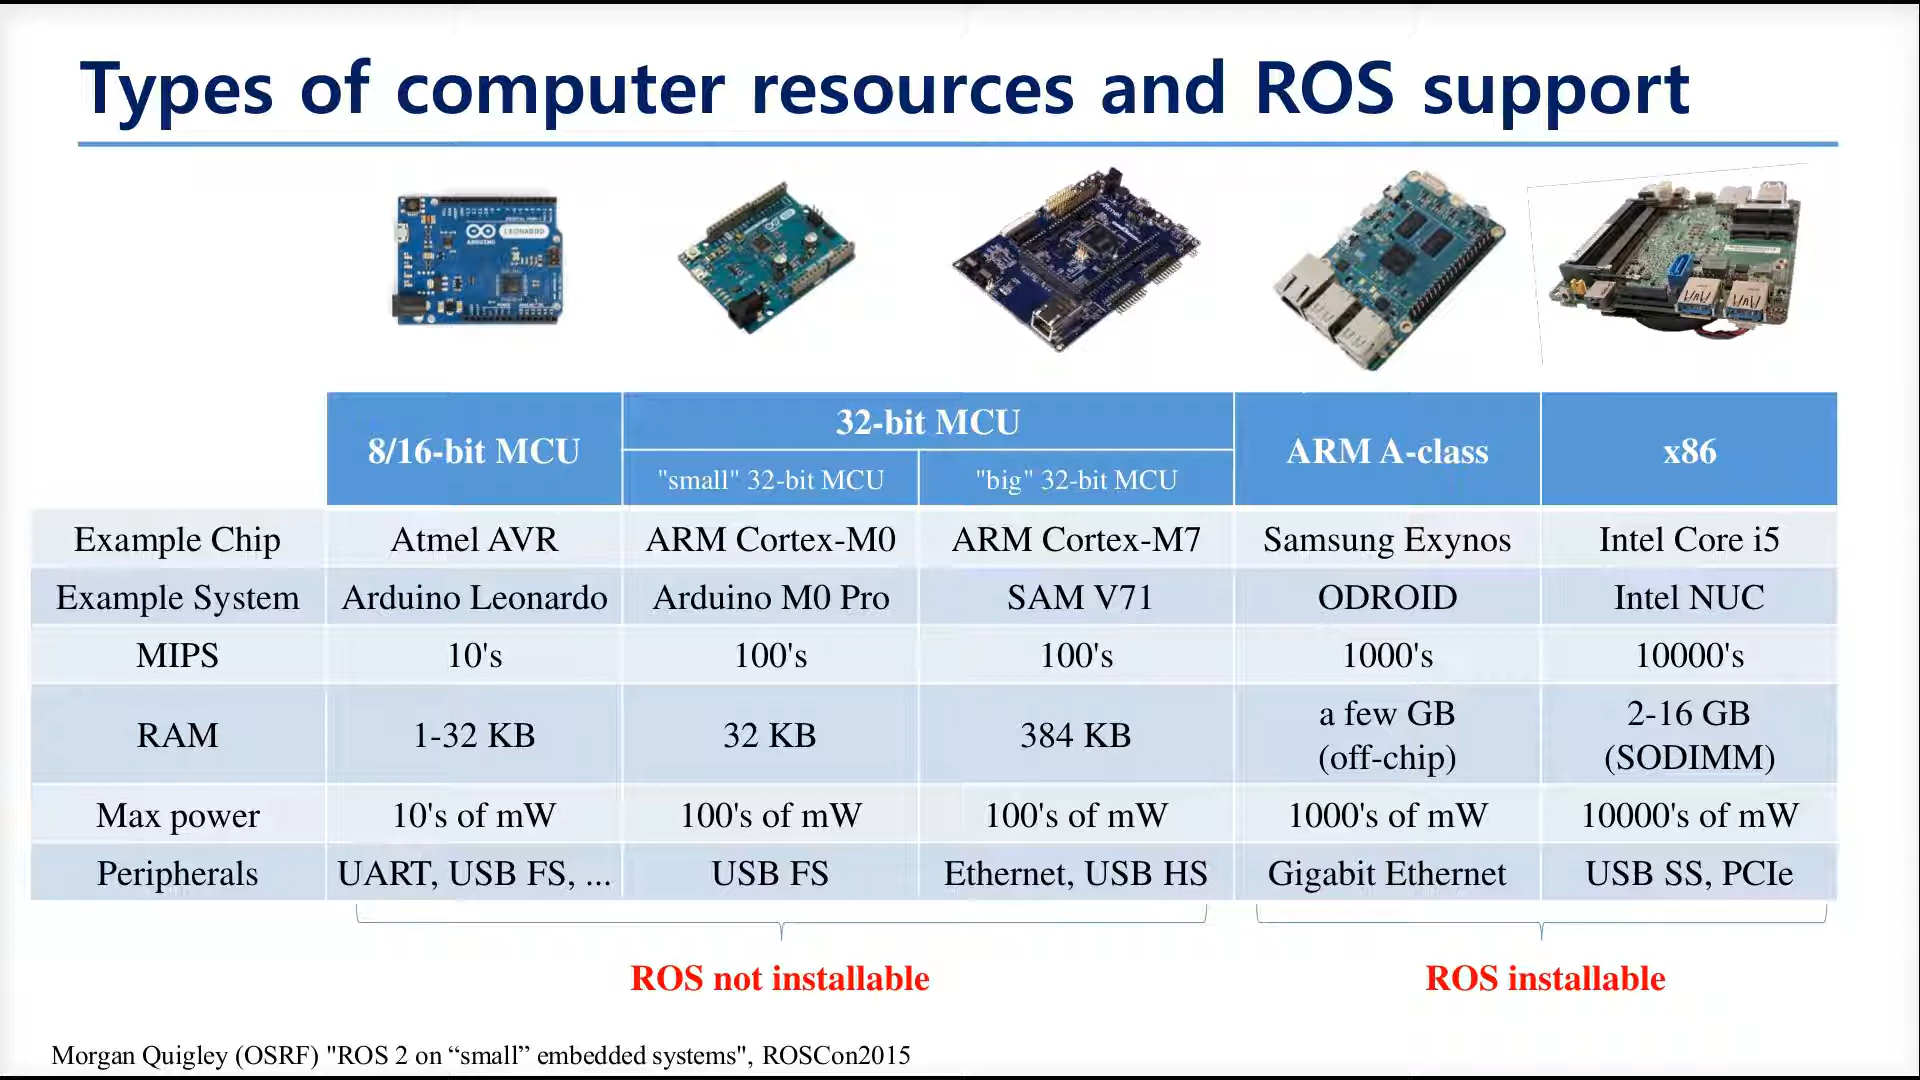 Types of computer resources and ROS support
ARDUINO
LEONARDO
8/16-bit MCU
32-bit MCU
"small" 32-bit MCU
"big" 32-bit MCU
ARM A-class
x86
Example Chip
Atmel AVR
ARM Cortex-M0
ARM Cortex-M7
Samsung Exynos
Intel Core i5
Example System
Arduino Leonardo
Arduino M0 Pro
SAM V71
ODROID
Intel NUC
MIPS
10's
100's
100's
1000's
10000's
RAM
1-32 KB
32 KB
384 KB
a few GB
(off-chip)
2-16 GB
(SODIMM)
Max power
10's of mW
100's of mW
100's of mW
1000's of mW
10000's of mW
Peripherals
UART, USB FS, ...
USB FS
Ethernet, USB HS
Gigabit Ethernet
USB SS, PCIe
ROS not installable
ROS installable
Morgan Quigley (OSRF) "ROS 2 on “small” embedded systems", ROSCon2015